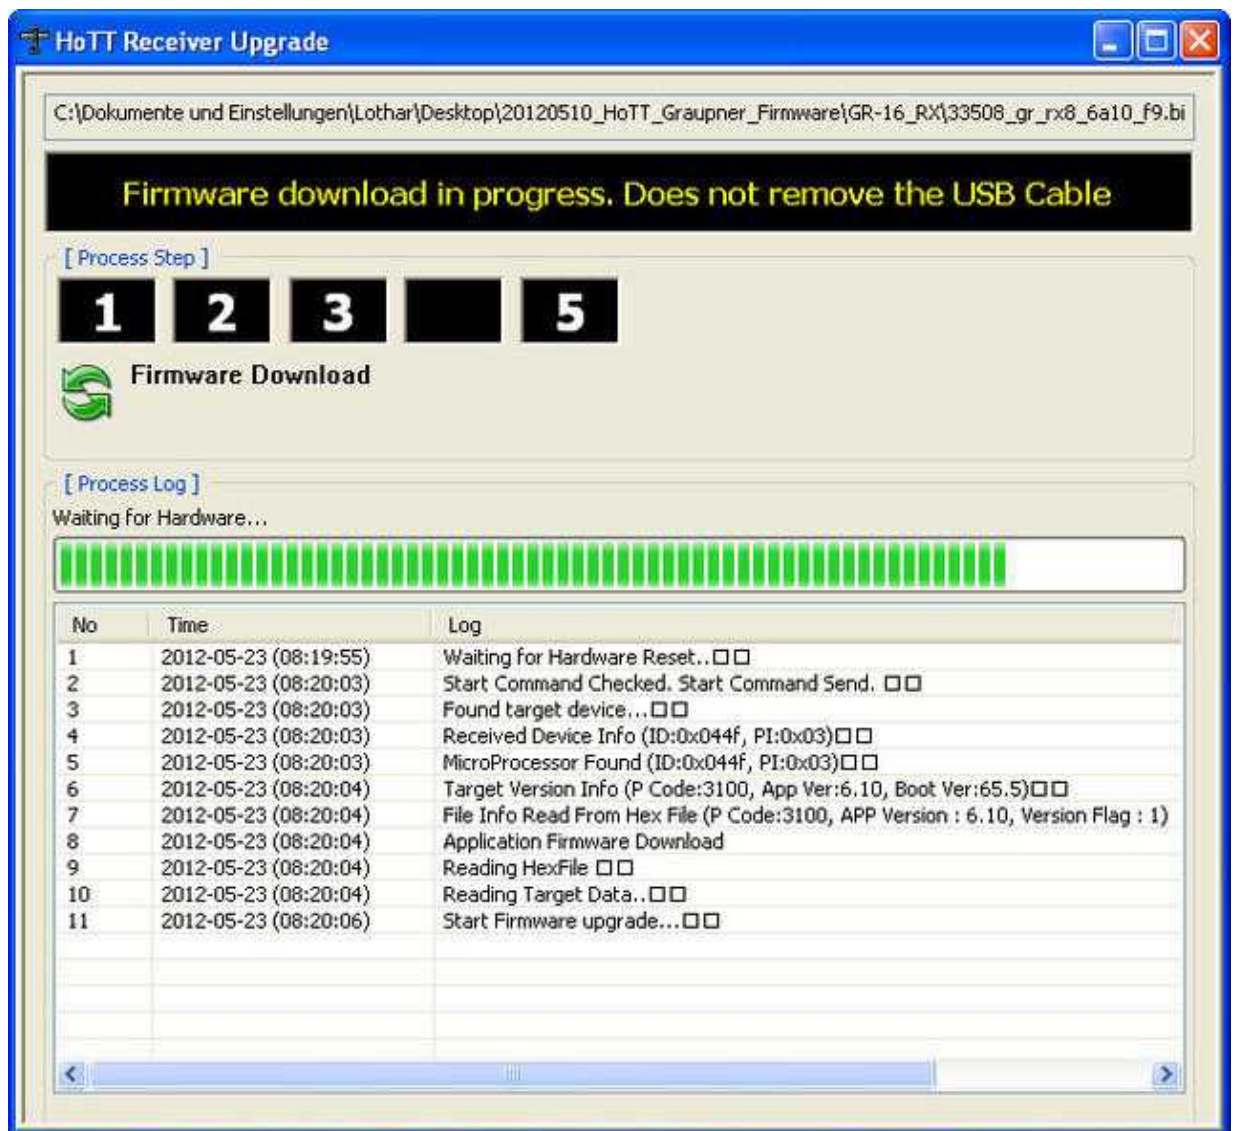 HoTT Receiver Upgrade
C:\Dokumente und Einstellungen\Lothar\Desktop\20120510_HoTT_Graupner_Firmware\GR-16_RX\33508_gr_rx8_6a10_f9.bi
Firmware download in progress. Does not remove the USB Cable
[ Process Step ]
1 2 3 5
Firmware Download
[ Process Log ]
Waiting for Hardware...
No Time Log
1 2012-05-23 (08:19:55) Waiting for Hardware Reset..□□
2 2012-05-23 (08:20:03) Start Command Checked. Start Command Send. □□
3 2012-05-23 (08:20:03) Found target device...□□
4 2012-05-23 (08:20:03) Received Device Info (ID:0x044f, PI:0x03)□□
5 2012-05-23 (08:20:03) MicroProcessor Found (ID:0x044f, PI:0x03)□□
6 2012-05-23 (08:20:04) Target Version Info (P Code:3100, App Ver:6.10, Boot Ver:65.5)□□
7 2012-05-23 (08:20:04) File Info Read From Hex File (P Code:3100, APP Version : 6.10, Version Flag : 1)
8 2012-05-23 (08:20:04) Application Firmware Download
9 2012-05-23 (08:20:04) Reading HexFile □□
10 2012-05-23 (08:20:04) Reading Target Data..□□
11 2012-05-23 (08:20:06) Start Firmware upgrade...□□